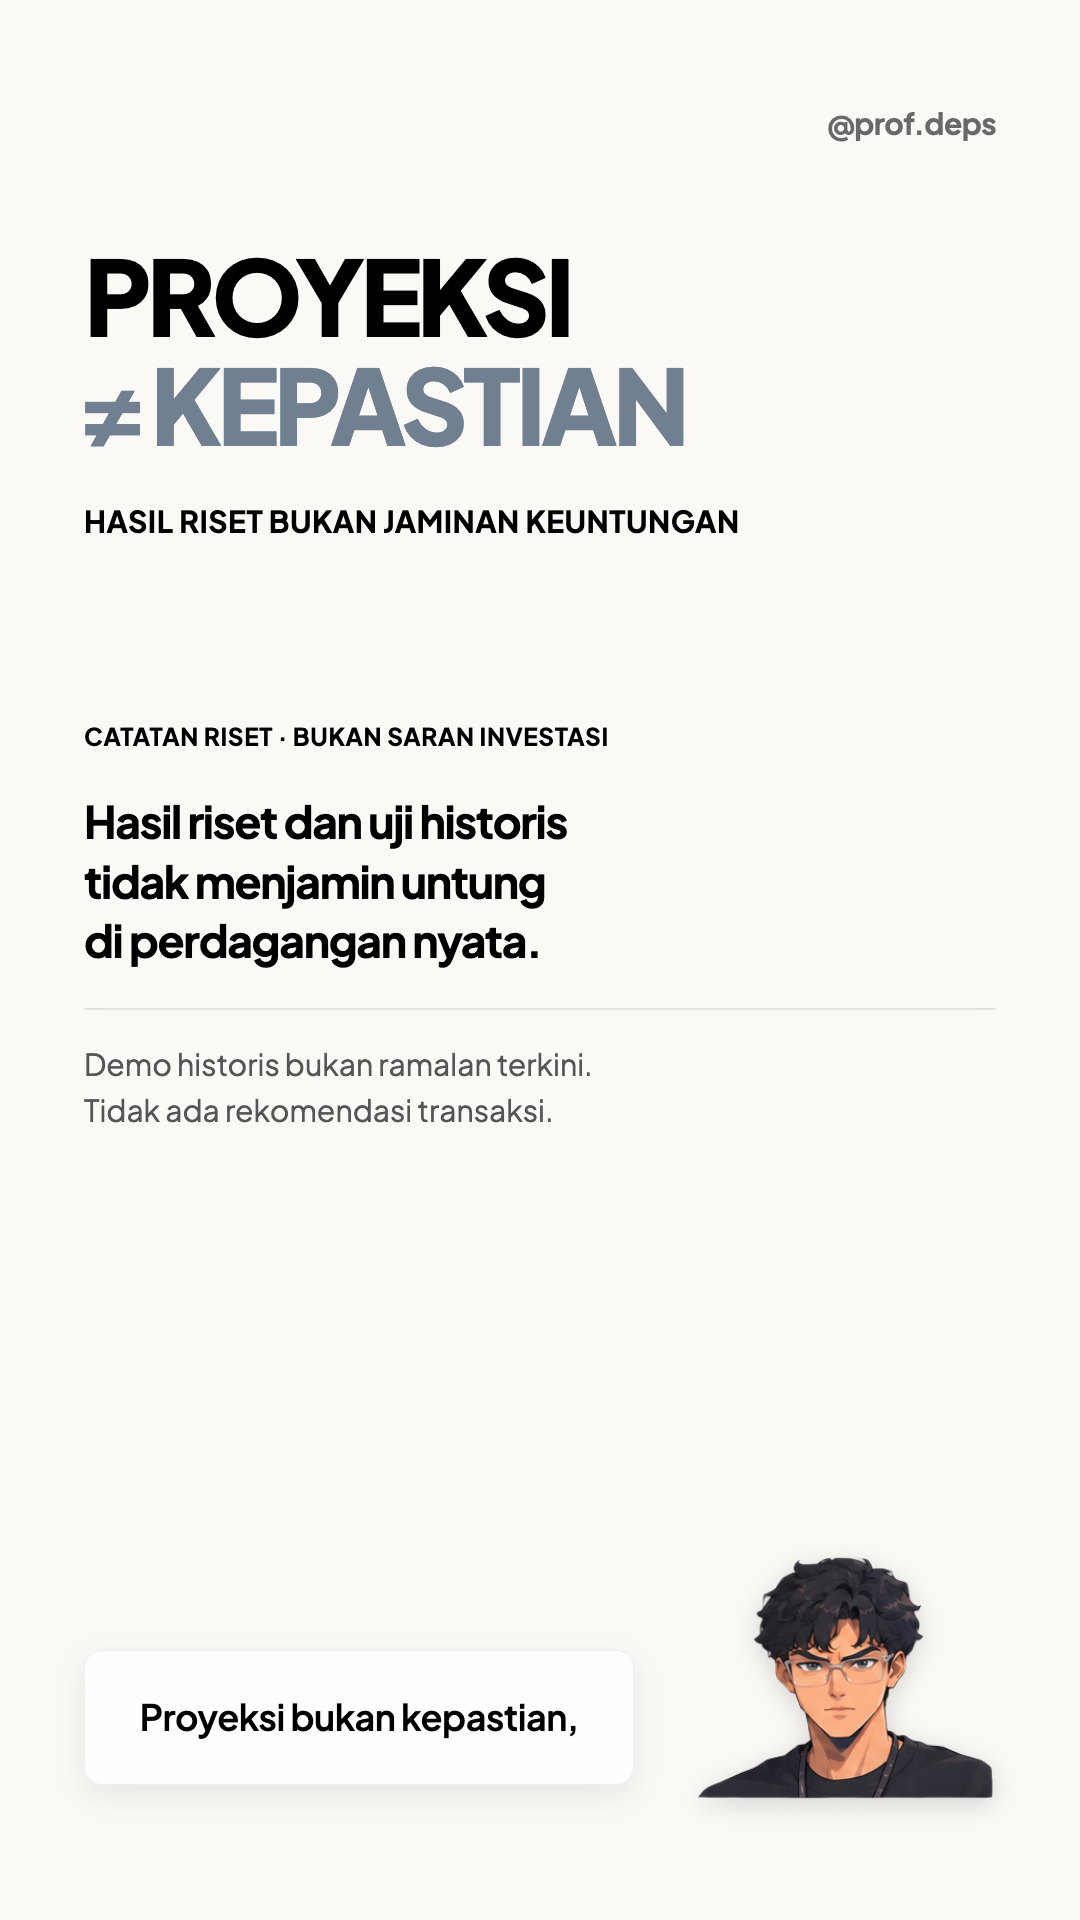 @prof.deps
PROYEKSI
≠ KEPASTIAN
HASIL RISET BUKAN JAMINAN KEUNTUNGAN
CATATAN RISET · BUKAN SARAN INVESTASI
Hasil riset dan uji historis
tidak menjamin untung
di perdagangan nyata.
Demo historis bukan ramalan terkini.
Tidak ada rekomendasi transaksi.
Proyeksi bukan kepastian,